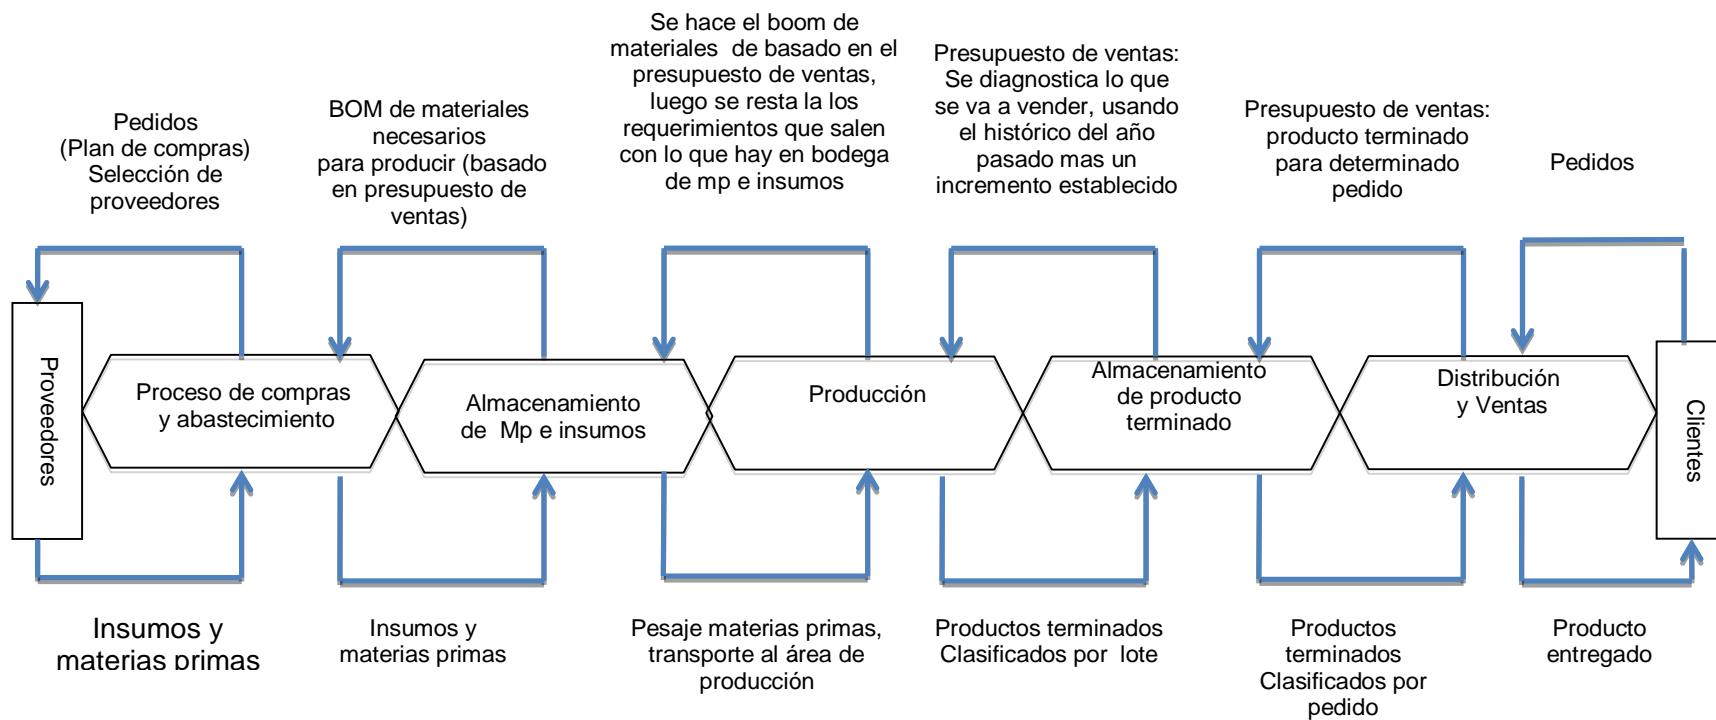 Pedidos
(Plan de compras)
Selección de
proveedores
BOM de materiales
necesarios
para producir (basado
en presupuesto de
ventas)
Se hace el boom de
materiales de basado en el
presupuesto de ventas,
luego se resta la los
requerimientos que salen
con lo que hay en bodega
de mp e insumos
Presupuesto de ventas:
Se diagnostica lo que
se va a vender, usando
el histórico del año
pasado mas un
incremento establecido
Presupuesto de ventas:
producto terminado
para determinado
pedido
Pedidos
Proveedores
Proceso de compras
y abastecimiento
Almacenamiento
de Mp e insumos
Producción
Almacenamiento
de producto
terminado
Distribución
y Ventas
Clientes
Insumos y
materias primas
Insumos y
materias primas
Pesaje materias primas,
transporte al área de
producción
Productos terminados
Clasificados por lote
Productos
terminados
Clasificados por
pedido
Producto
entregado